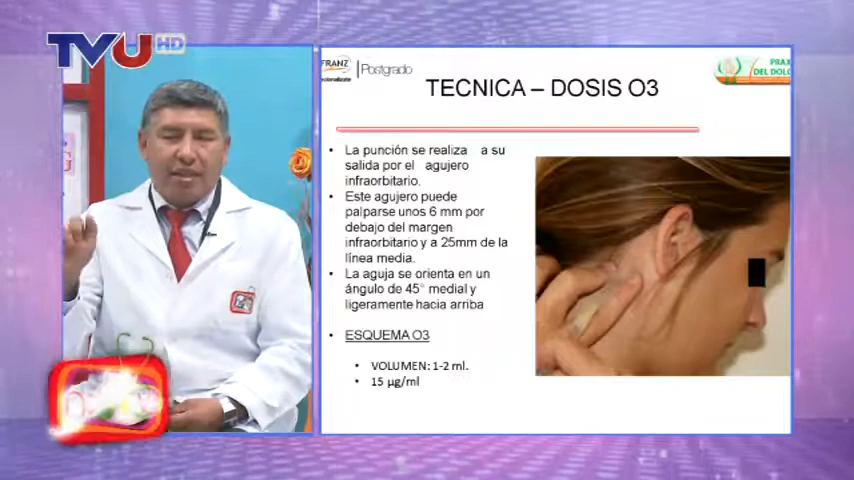 TVU HD
FRANZ
Postgrado
TECNICA – DOSIS O3
PRAX
DEL DOLO
• La punción se realiza a su
salida por el agujero
infraorbitario.
• Este agujero puede
palparse unos 6 mm por
debajo del margen
infraorbitario y a 25mm de la
línea media.
• La aguja se orienta en un
ángulo de 45° medial y
ligeramente hacia arriba
• ESQUEMA O3
• VOLUMEN: 1-2 ml.
• 15 µg/ml